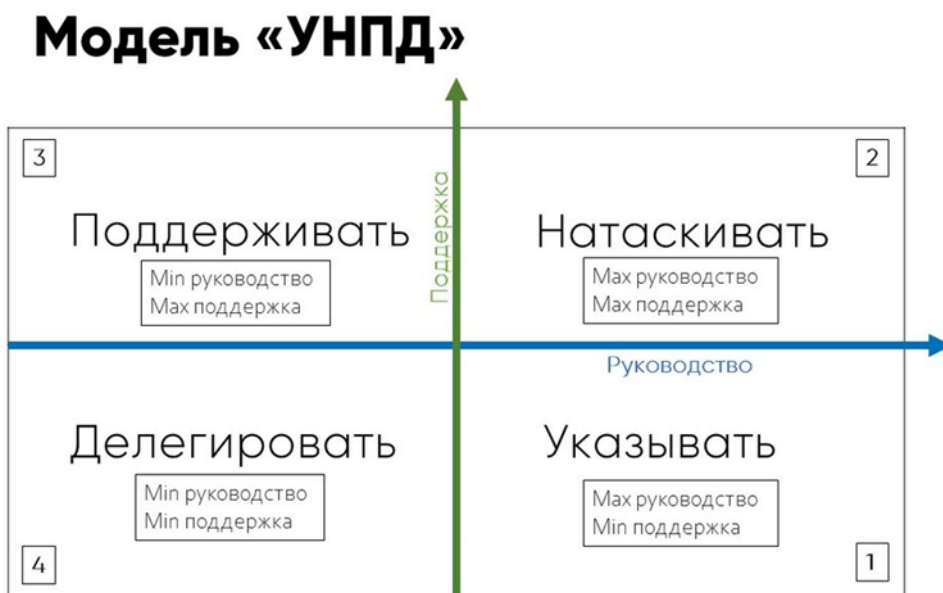 Модель «УНПД»
3
2
Поддерживать
Натаскивать
Min руководство
Max поддержка
Max руководство
Max поддержка
Поддержка
Руководство
Делегировать
Указывать
Min руководство
Min поддержка
Max руководство
Min поддержка
4
1